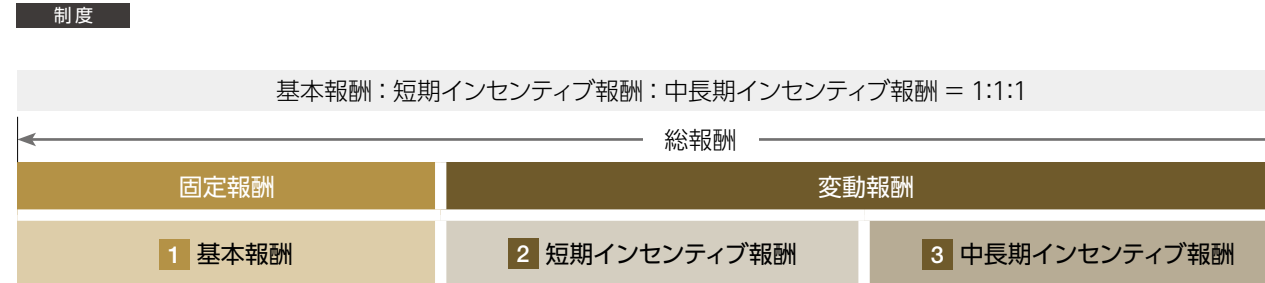 制度
基本報酬：短期インセンティブ報酬：中長期インセンティブ報酬 ＝ 1:1:1
総報酬
固定報酬 変動報酬
1 基本報酬 2 短期インセンティブ報酬 3 中長期インセンティブ報酬